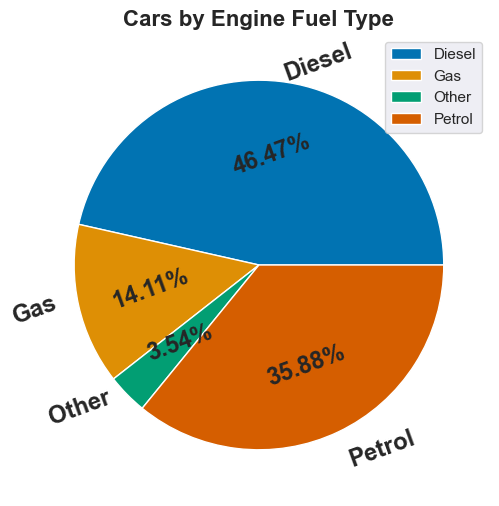 Cars by Engine Fuel Type
Diesel
Diesel
Gas
Other
Petrol
46.47%
14.11%
Gas
3.54%
35.88%
Other
Petrol